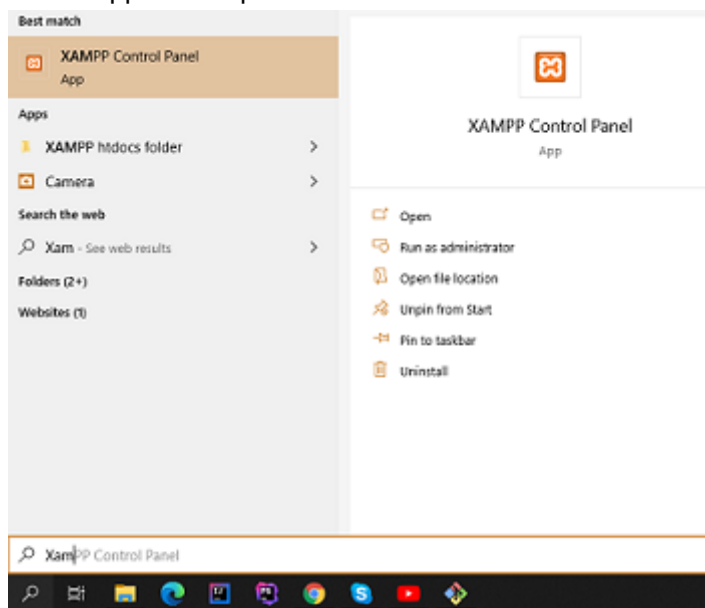 Best match
XAMPP Control Panel
App
Apps
XAMPP htdocs folder
Camera
Search the web
Xam - See web results
Folders (2+)
Websites (1)
XAMPP Control Panel
App
Open
Run as administrator
Open file location
Unpin from Start
Pin to taskbar
Uninstall
XamPP Control Panel